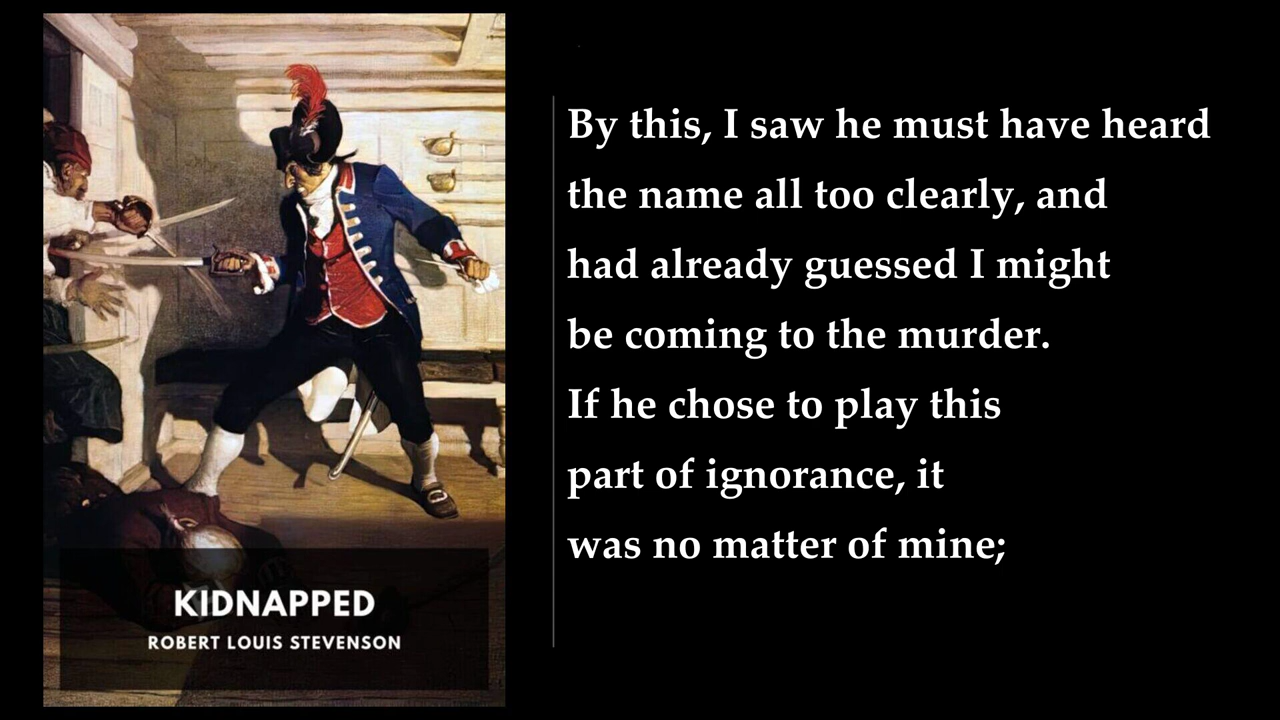 KIDNAPPED
ROBERT LOUIS STEVENSON
By this, I saw he must have heard
the name all too clearly, and
had already guessed I might
be coming to the murder.
If he chose to play this
part of ignorance, it
was no matter of mine;